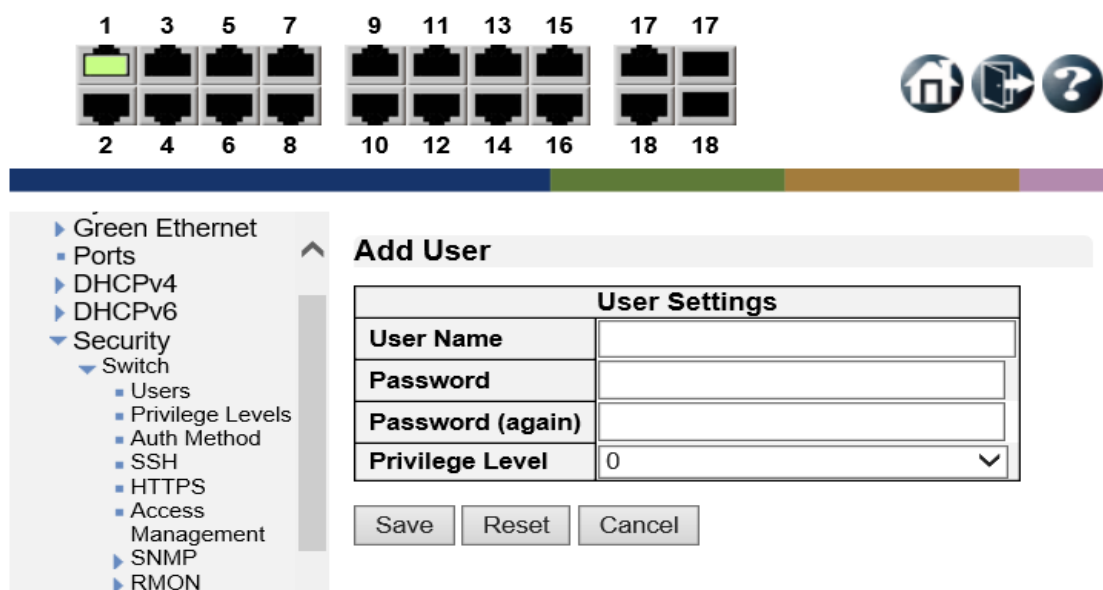 1 3 5 7 9 11 13 15 17 17
2 4 6 8 10 12 14 16 18 18
Green Ethernet
Ports
DHCPv4
DHCPv6
Security
Switch
Users
Privilege Levels
Auth Method
SSH
HTTPS
Access
Management
SNMP
RMON
Add User
User Settings
User Name
Password
Password (again)
Privilege Level 0
Save Reset Cancel